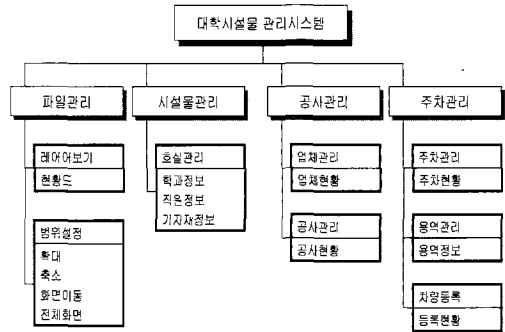 대학시설물 관리시스템
파일관리
시설물관리
공사관리
주차관리
레어어보기
현황도
범위설정
확대
축소
화면이동
전체화면
호실관리
학과정보
직원정보
기자재정보
업체관리
업체현황
공사관리
공사현황
주차관리
주차현황
용역관리
용역정보
차량등록
등록현황